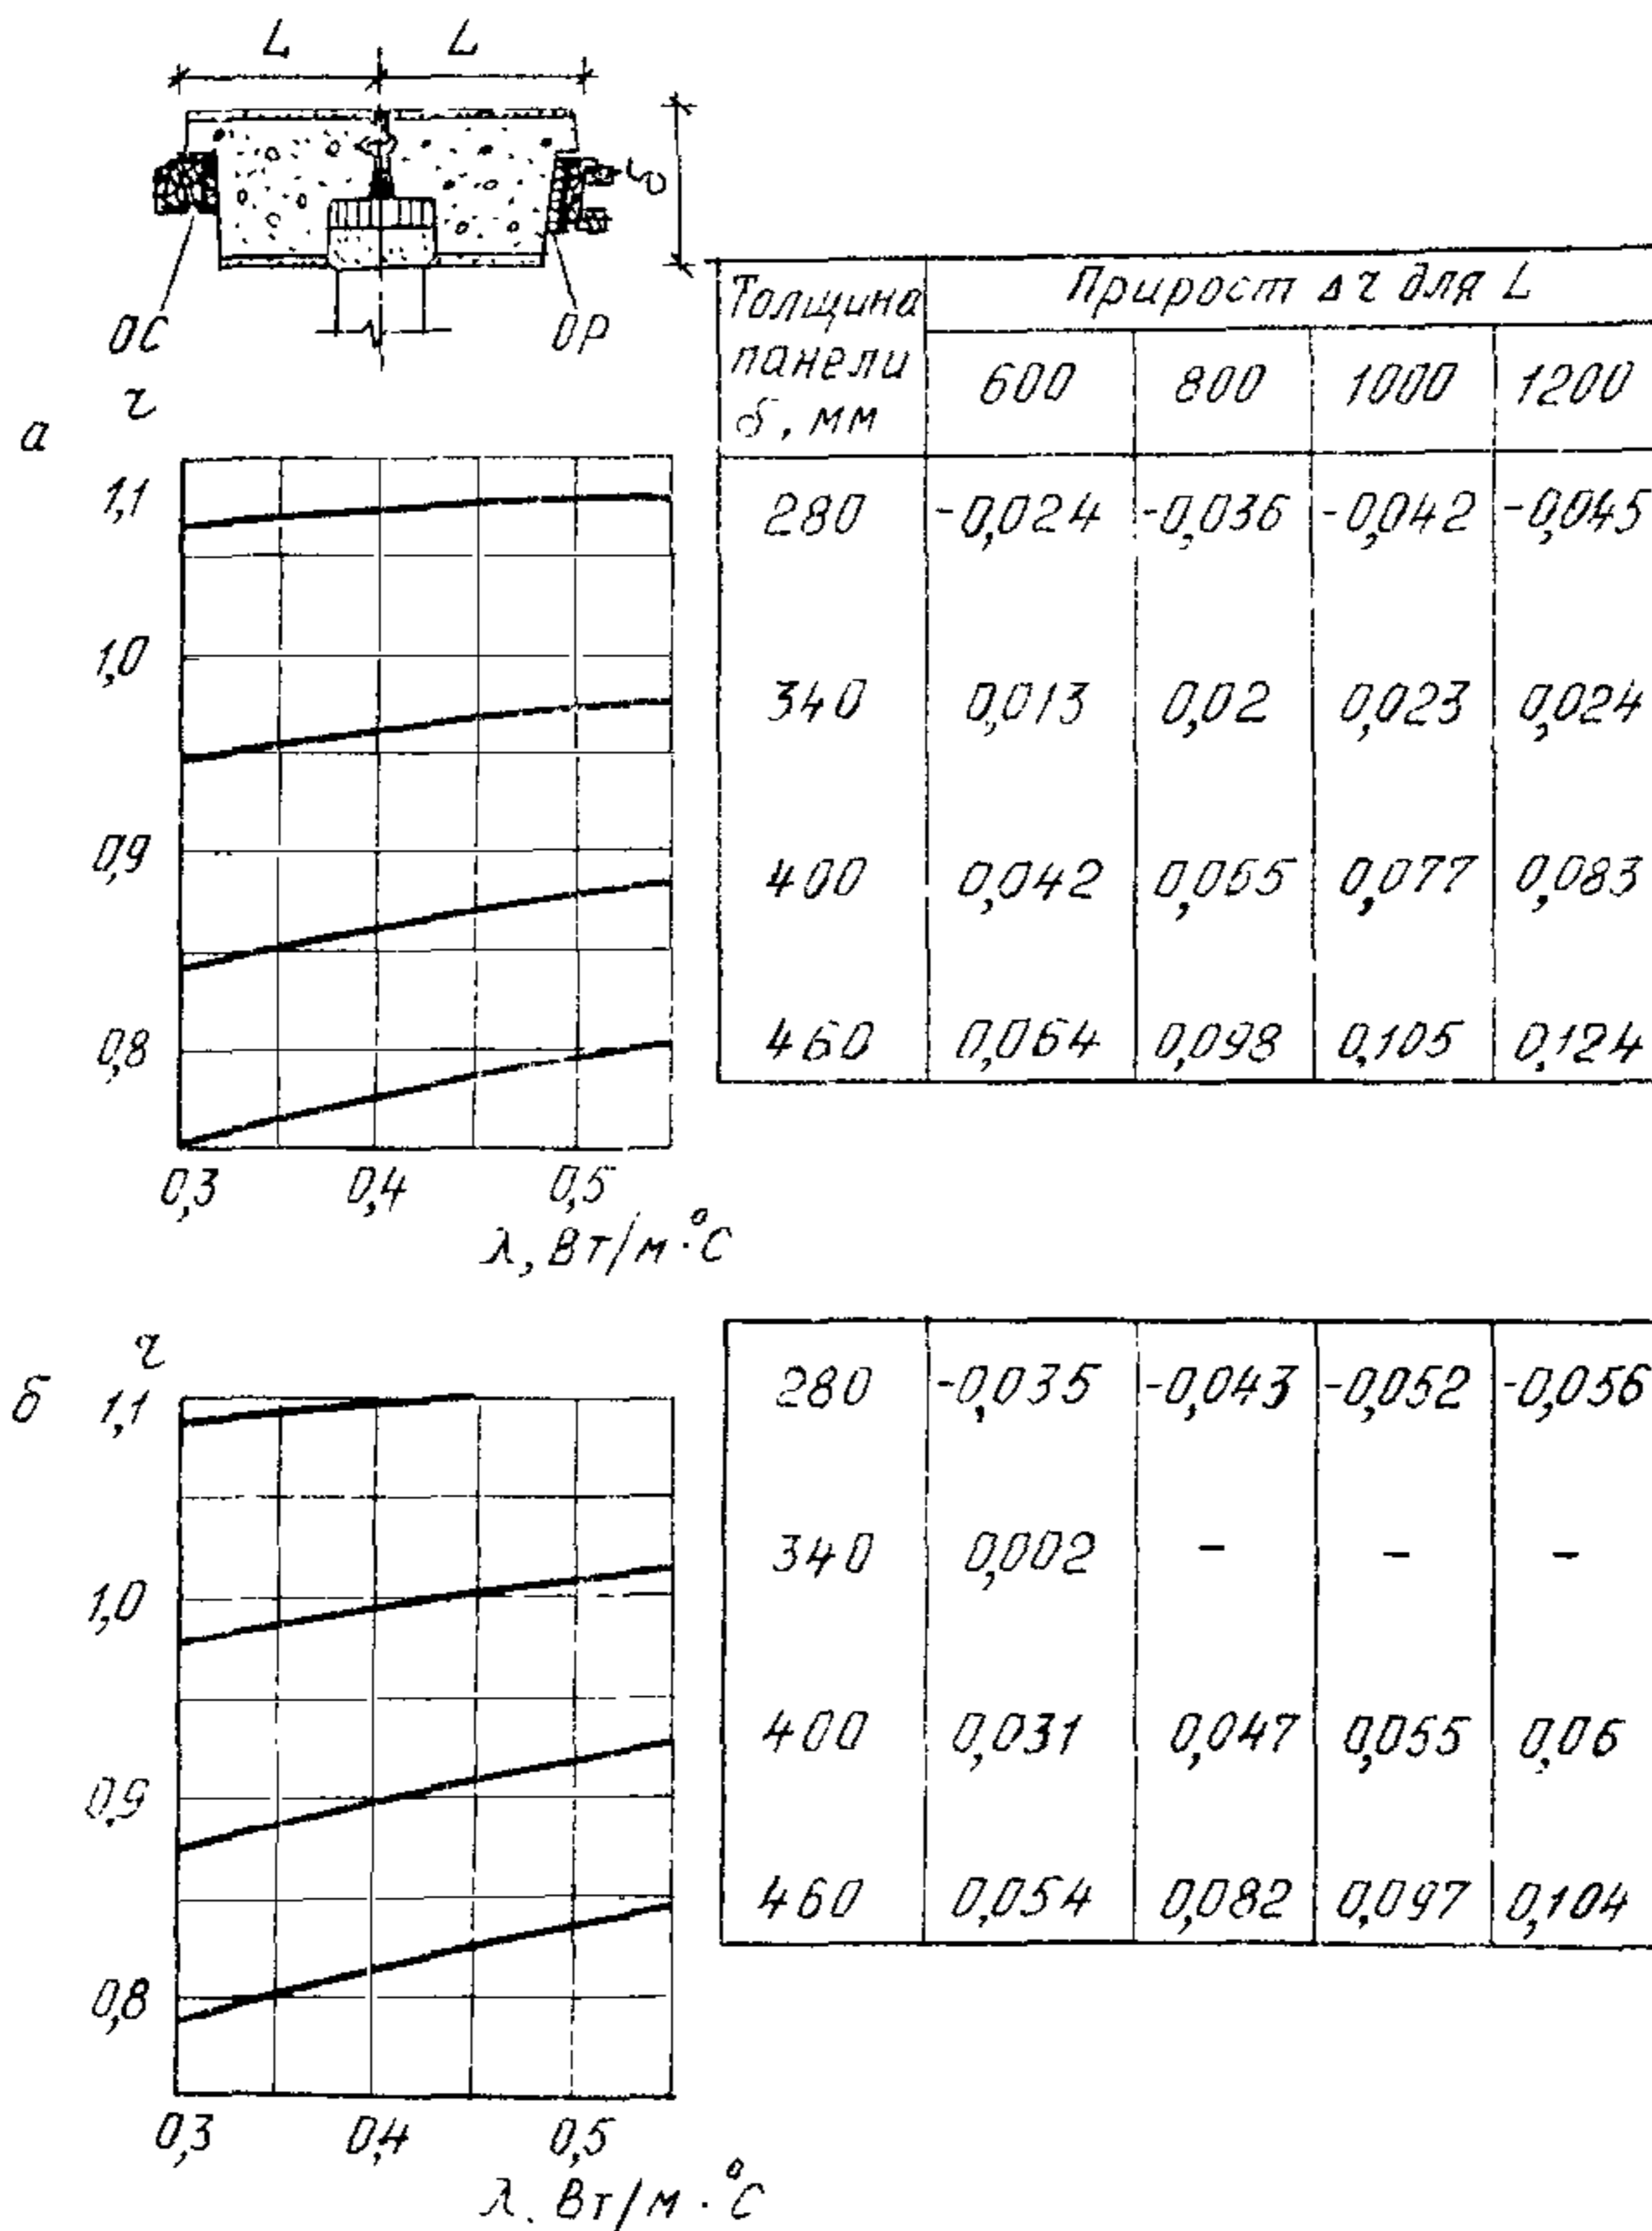 L L
δ
ОС ОР
Толщина панели δ, мм Прирост Δr для L
600 800 1000 1200
280 -0,024 -0,036 -0,042 -0,045
340 0,013 0,02 0,023 0,024
400 0,042 0,065 0,077 0,083
460 0,064 0,098 0,105 0,124
а
r
1,1
1,0
0,9
0,8
0,3 0,4 0,5
λ, Вт/м·°С
б
r
1,1
1,0
0,9
0,8
0,3 0,4 0,5
λ. Вт/м·°С
280 -0,035 -0,043 -0,052 -0,056
340 0,002 - - -
400 0,031 0,047 0,055 0,06
460 0,054 0,082 0,097 0,104